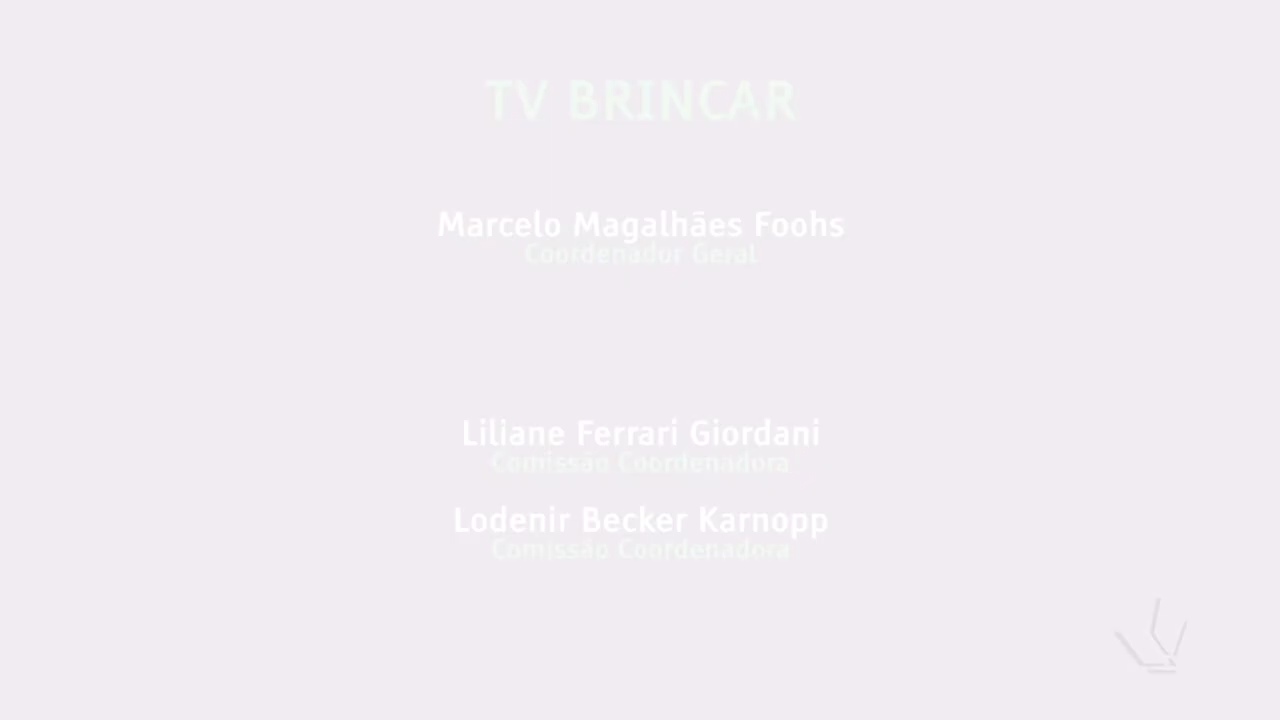 TV BRINCAR
Marcelo Magalhães Foohs
Coordenador Geral
Liliane Ferrari Giordani
Comissão Coordenadora
Lodenir Becker Karnopp
Comissão Coordenadora